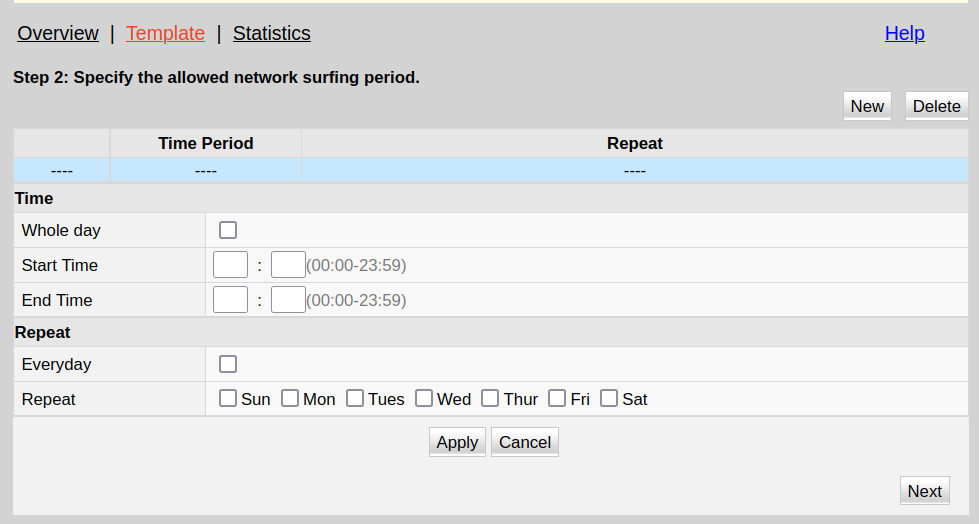 Overview | Template | Statistics Help
Step 2: Specify the allowed network surfing period.
New Delete
Time Period Repeat
---- ---- ----
Time
Whole day
Start Time : (00:00-23:59)
End Time : (00:00-23:59)
Repeat
Everyday
Repeat Sun Mon Tues Wed Thur Fri Sat
Apply Cancel
Next